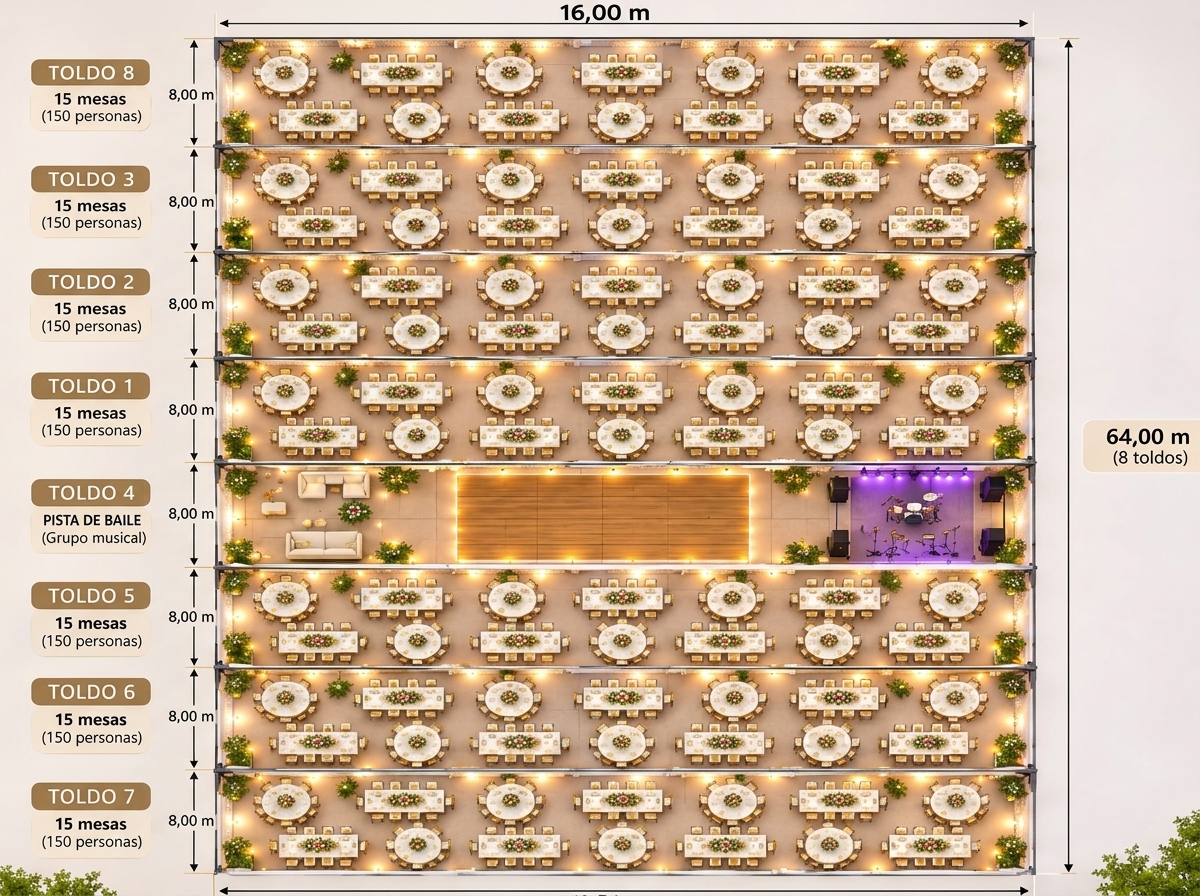 16,00 m
TOLDO 8
15 mesas
(150 personas)
8,00 m
TOLDO 3
15 mesas
(150 personas)
8,00 m
TOLDO 2
15 mesas
(150 personas)
8,00 m
TOLDO 1
15 mesas
(150 personas)
8,00 m
64,00 m
(8 toldos)
TOLDO 4
PISTA DE BAILE
(Grupo musical)
8,00 m
TOLDO 5
15 mesas
(150 personas)
8,00 m
TOLDO 6
15 mesas
(150 personas)
8,00 m
TOLDO 7
15 mesas
(150 personas)
8,00 m